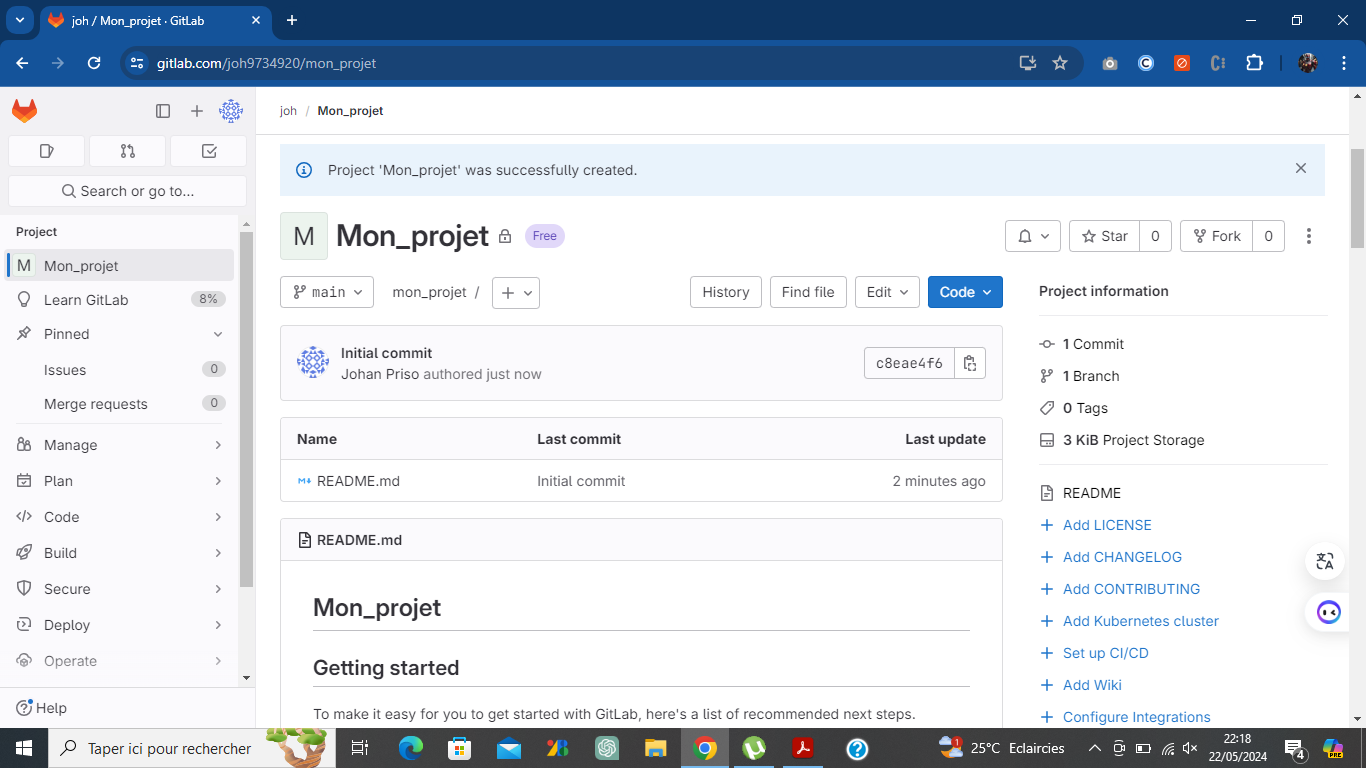 joh / Mon_projet · GitLab
gitlab.com/joh9734920/mon_projet
joh / Mon_projet
Search or go to...
Project
M Mon_projet
Learn GitLab 8%
Pinned
Issues 0
Merge requests 0
Manage
Plan
Code
Build
Secure
Deploy
Operate
Help
Project 'Mon_projet' was successfully created.
M Mon_projet Free
Star 0
Fork 0
main
mon_projet /
History
Find file
Edit
Code
Initial commit
Johan Priso authored just now
c8eae4f6
Name Last commit Last update
README.md Initial commit 2 minutes ago
README.md
Mon_projet
Getting started
To make it easy for you to get started with GitLab, here's a list of recommended next steps.
Project information
1 Commit
1 Branch
0 Tags
3 KiB Project Storage
README
Add LICENSE
Add CHANGELOG
Add CONTRIBUTING
Add Kubernetes cluster
Set up CI/CD
Add Wiki
Configure Integrations
Taper ici pour rechercher
1
25°C Eclaircies
22:18
22/05/2024
4
PRE